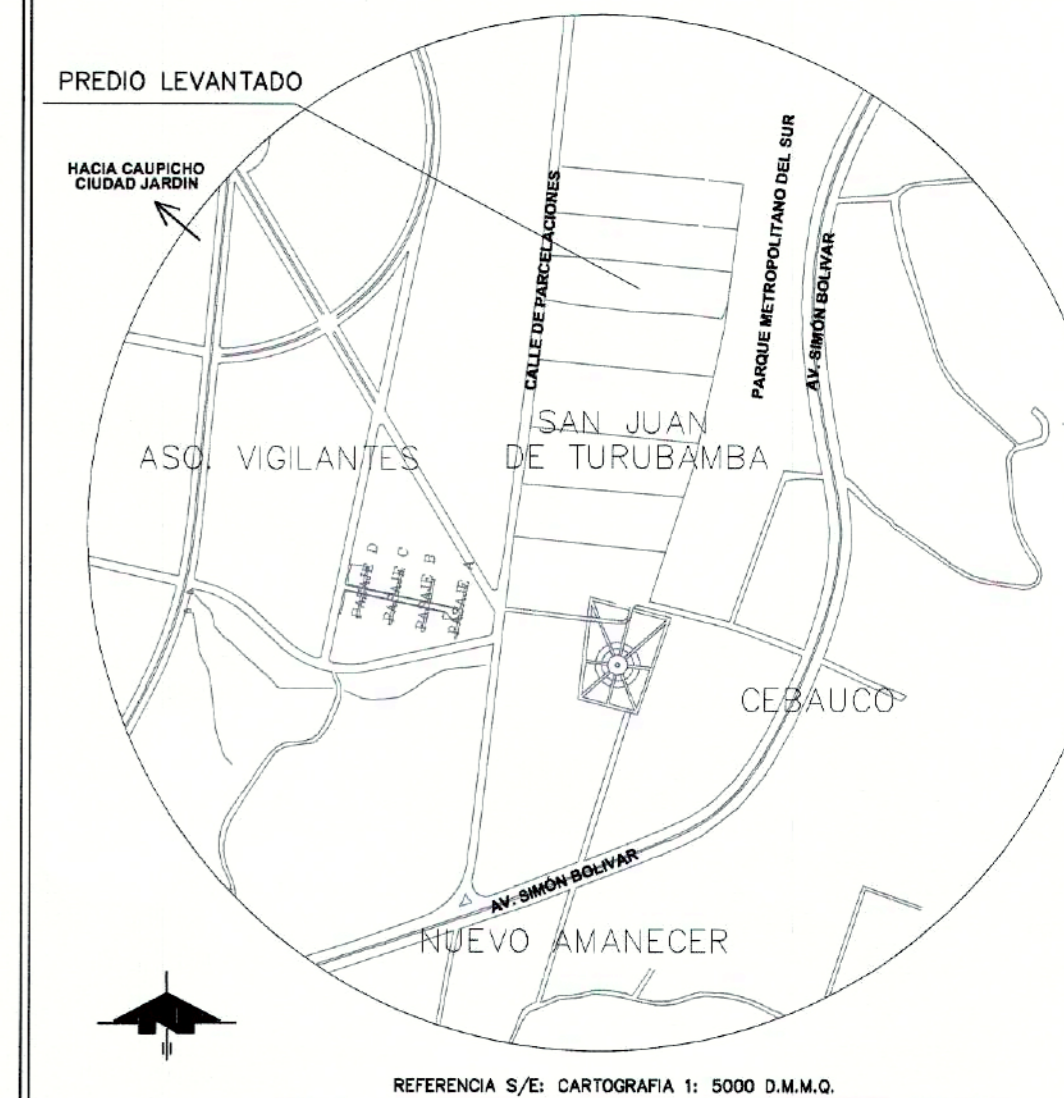 PREDIO LEVANTADO
HACIA CAUPICHO
CIUDAD JARDIN
CALLE DE PARCELACIONES
PARQUE METROPOLITANO DEL SUR
AV. SIMÓN BOLIVAR
SAN JUAN
DE TURUBAMBA
ASO. VIGILANTES
PASAJE D
PASAJE C
PASAJE B
PASAJE A
CEBAUCO
AV. SIMÓN BOLIVAR
NUEVO AMANECER
N
REFERENCIA S/E: CARTOGRAFIA 1: 5000 D.M.M.Q.